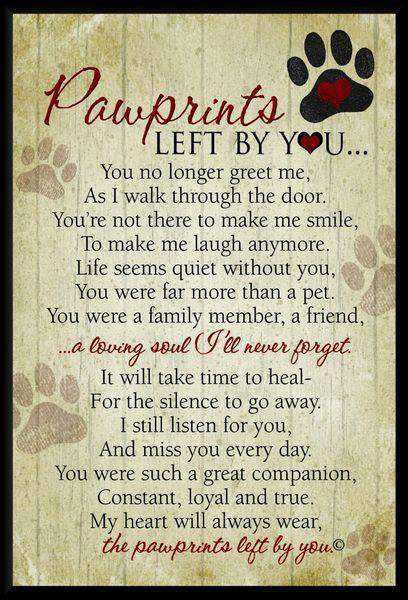 Pawprints
LEFT BY YOU...
You no longer greet me,
As I walk through the door.
You're not there to make me smile,
To make me laugh anymore.
Life seems quiet without you,
You were far more than a pet.
You were a family member, a friend,
...a loving soul I'll never forget.
It will take time to heal-
For the silence to go away.
I still listen for you,
And miss you every day.
You were such a great companion,
Constant, loyal and true.
My heart will always wear,
the pawprints left by you.©